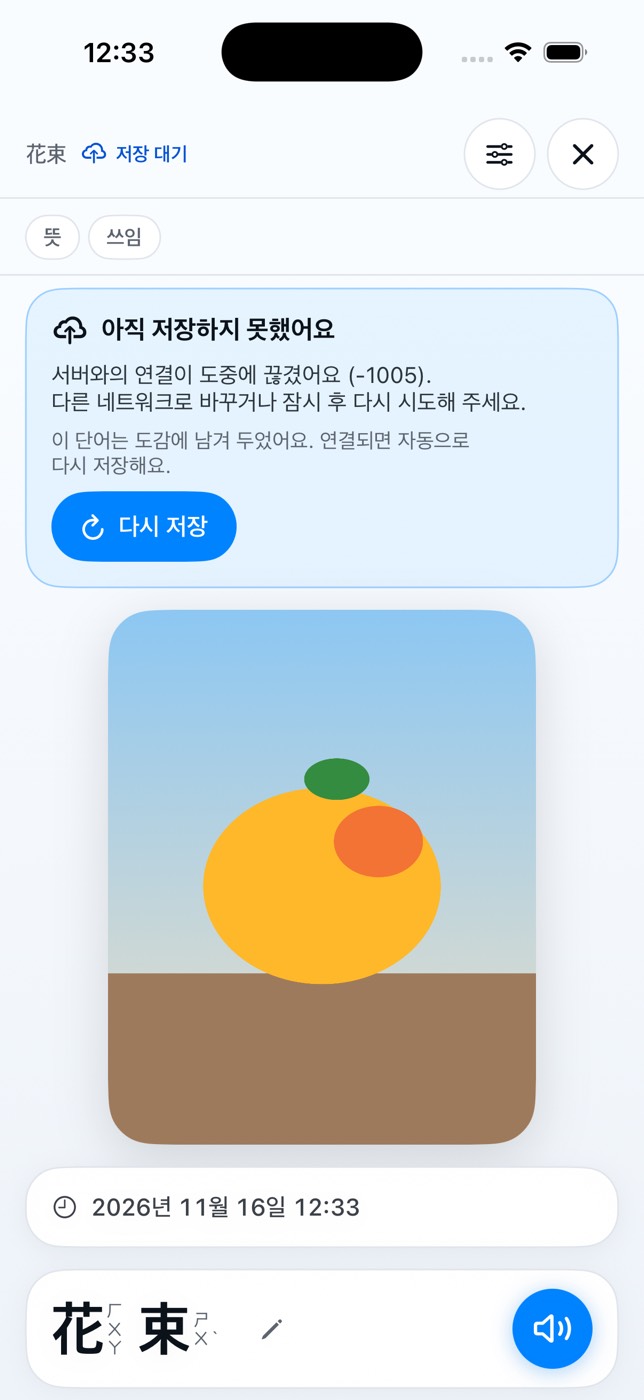 12:33
花束 저장 대기
뜻 쓰임
아직 저장하지 못했어요
서버와의 연결이 도중에 끊겼어요 (-1005).
다른 네트워크로 바꾸거나 잠시 후 다시 시도해 주세요.
이 단어는 도감에 남겨 두었어요. 연결되면 자동으로
다시 저장해요.
다시 저장
2026년 11월 16일 12:33
花ㄏㄨㄚ 束ㄕㄨˋ